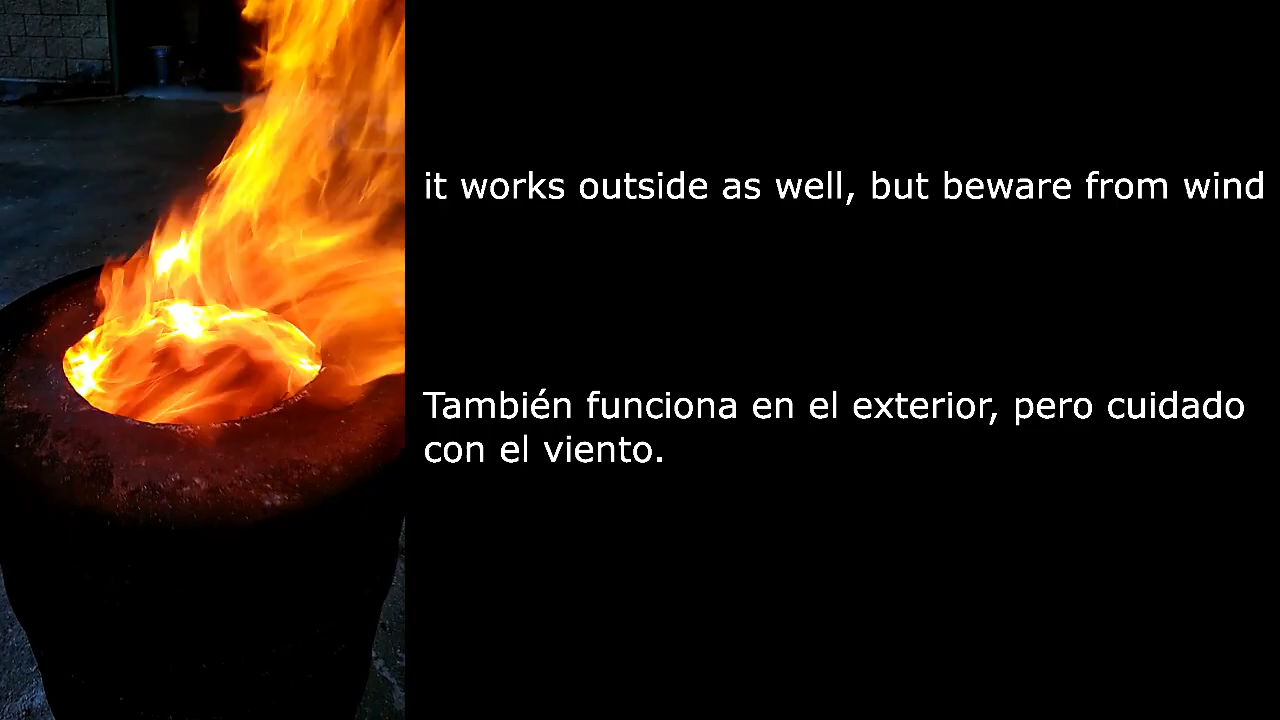 it works outside as well, but beware from wind
También funciona en el exterior, pero cuidado
con el viento.